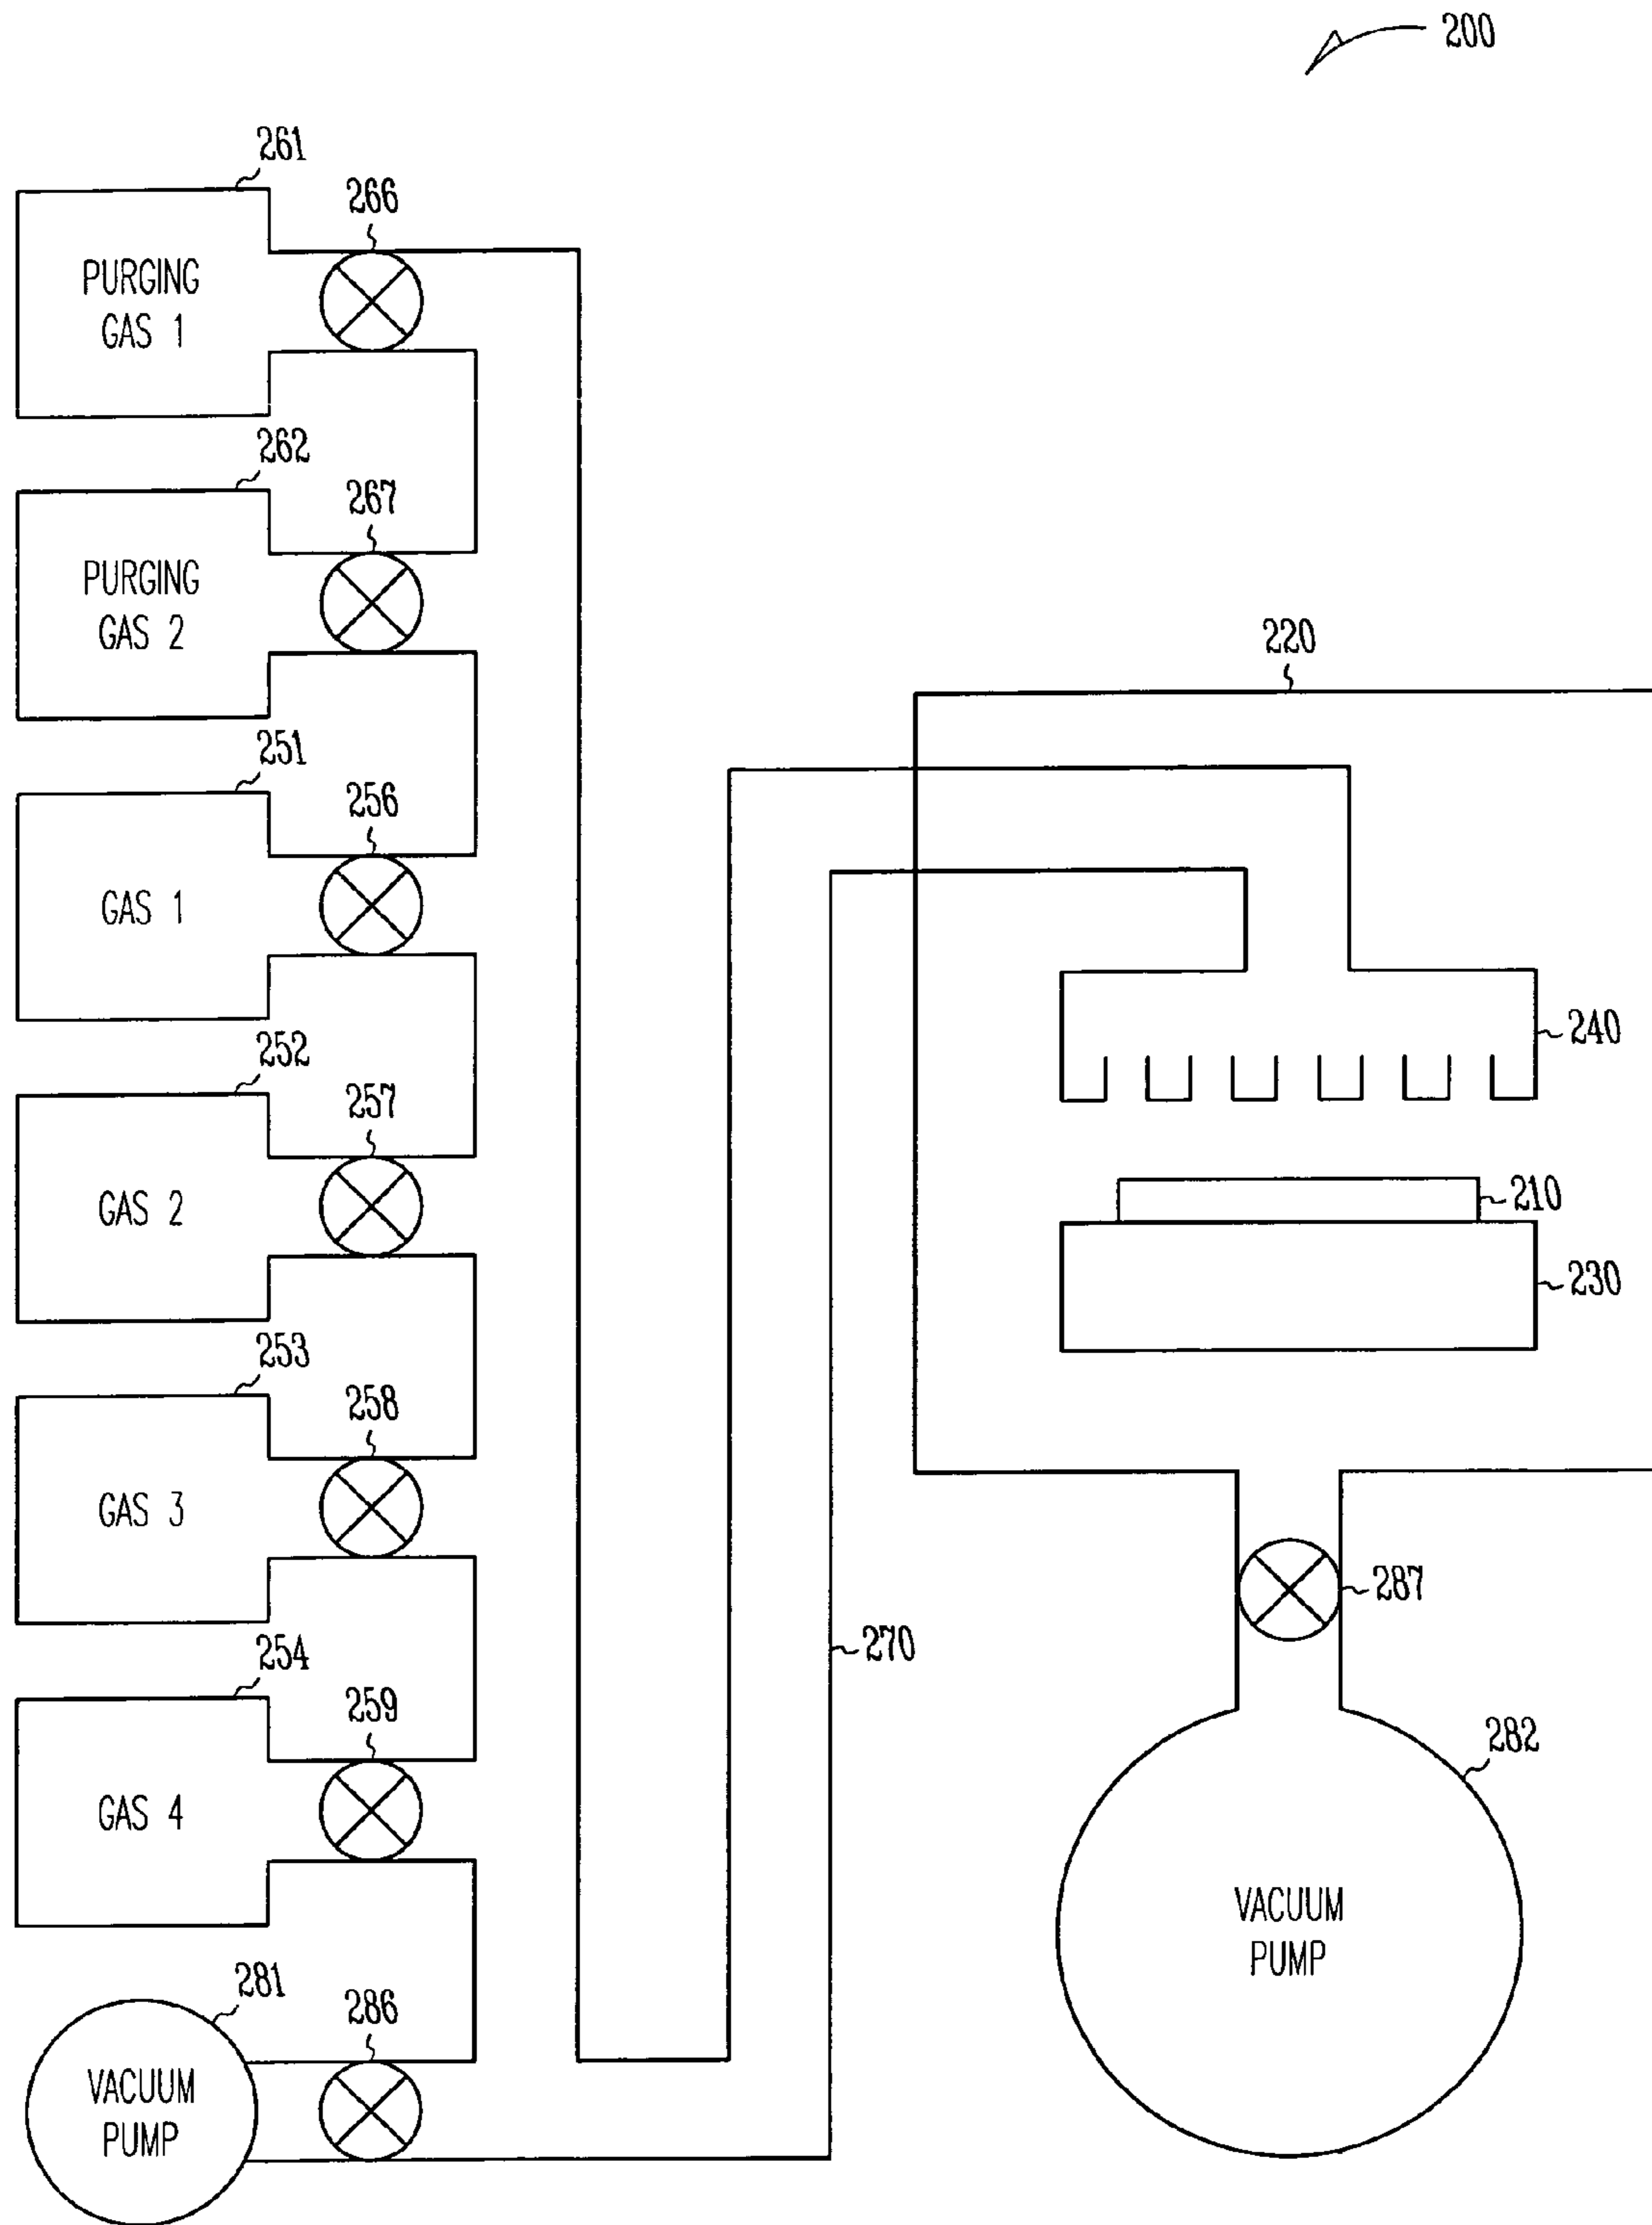 200
261
266
PURGING
GAS 1
262
267
PURGING
GAS 2
220
251
256
GAS 1
240
252
257
GAS 2
210
230
253
258
GAS 3
287
270
254
259
GAS 4
282
VACUUM
PUMP
281
286
VACUUM
PUMP